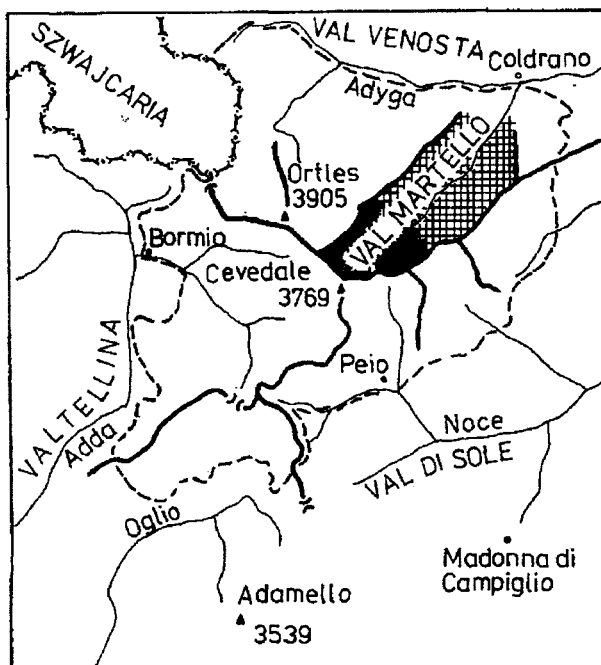 SZWAJCARIA
VAL VENOSTA
Coldrano
Adyga
Ortles
3905
VAL MARTELLO
Bormio
Cevedale
3769
Peio
VALTELLINA
Adda
Noce
VAL DI SOLE
Oglio
Madonna di
Campiglio
Adamello
3539